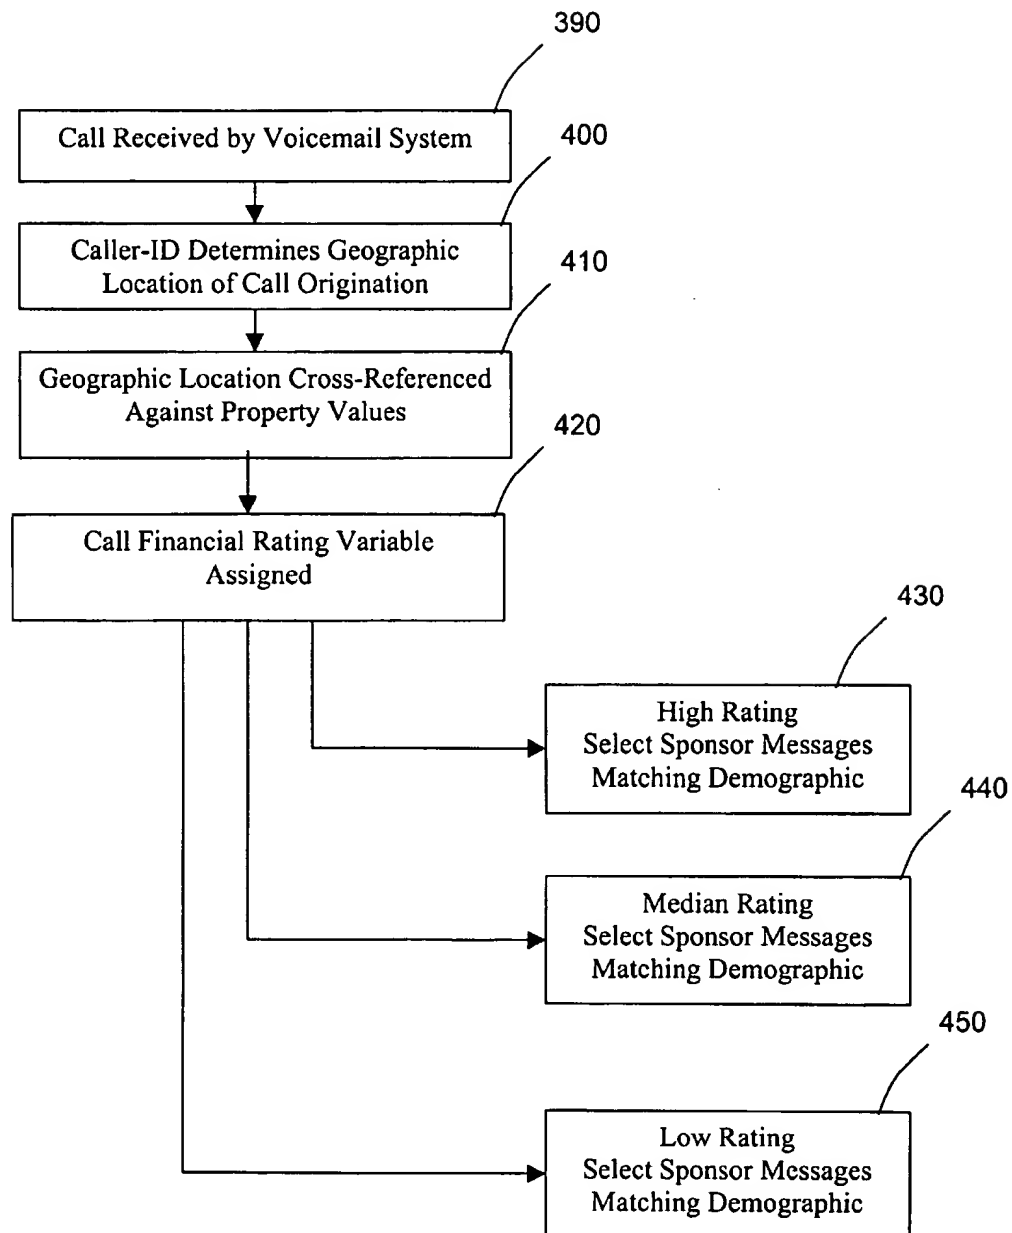 390
Call Received by Voicemail System
400
Caller-ID Determines Geographic
Location of Call Origination
410
Geographic Location Cross-Referenced
Against Property Values
420
Call Financial Rating Variable
Assigned
430
High Rating
Select Sponsor Messages
Matching Demographic
440
Median Rating
Select Sponsor Messages
Matching Demographic
450
Low Rating
Select Sponsor Messages
Matching Demographic